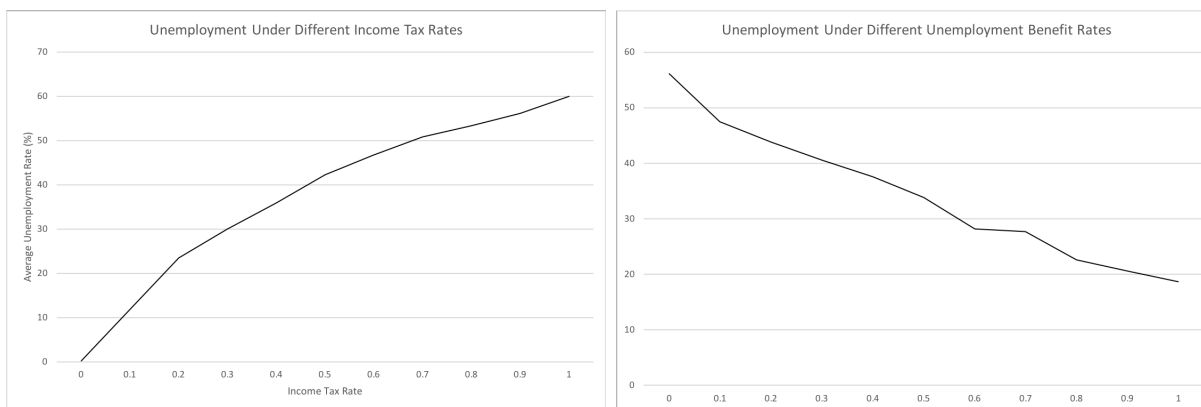 Unemployment Under Different Income Tax Rates
70
60
50
40
30
20
10
0
Average Unemployment Rate (%)
0 0.1 0.2 0.3 0.4 0.5 0.6 0.7 0.8 0.9 1
Income Tax Rate
Unemployment Under Different Unemployment Benefit Rates
60
50
40
30
20
10
0
0 0.1 0.2 0.3 0.4 0.5 0.6 0.7 0.8 0.9 1